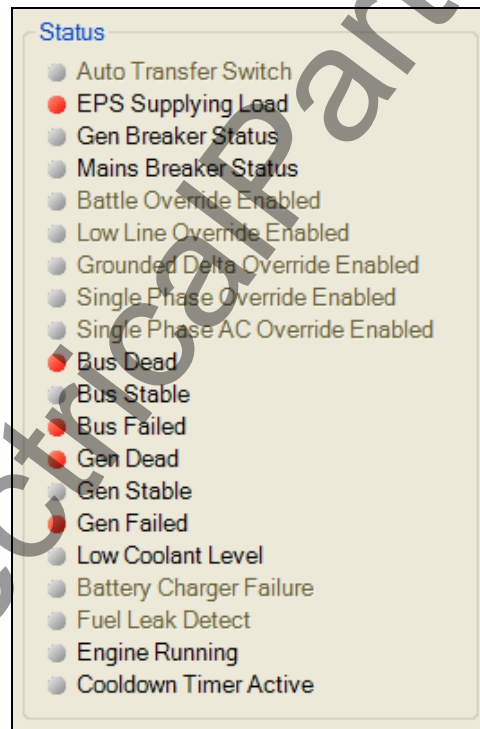 Status
Auto Transfer Switch
EPS Supplying Load
Gen Breaker Status
Mains Breaker Status
Battle Override Enabled
Low Line Override Enabled
Grounded Delta Override Enabled
Single Phase Override Enabled
Single Phase AC Override Enabled
Bus Dead
Bus Stable
Bus Failed
Gen Dead
Gen Stable
Gen Failed
Low Coolant Level
Battery Charger Failure
Fuel Leak Detect
Engine Running
Cooldown Timer Active